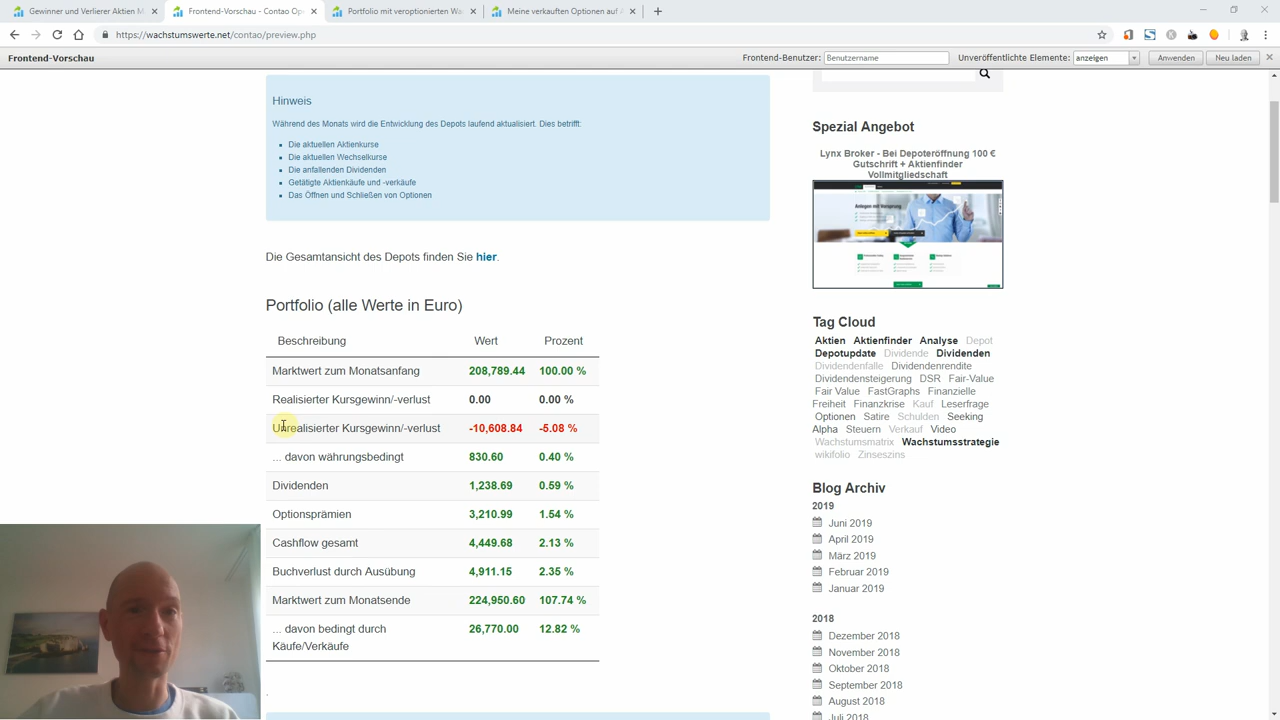 Gewinner und Verlierer Aktien M
Frontend-Vorschau - Contao Ope
Portfolio mit veroptionierten Wa
Meine verkauften Optionen auf A
https://wachstumswerte.net/contao/preview.php
Frontend-Vorschau
Frontend-Benutzer:
Benutzername
Unveröffentlichte Elemente:
anzeigen
Anwenden
Neu laden
Hinweis
Während des Monats wird die Entwicklung des Depots laufend aktualisiert. Dies betrifft:
Die aktuellen Aktienkurse
Die aktuellen Wechselkurse
Die anfallenden Dividenden
Getätigte Aktienkäufe und -verkäufe
Das Öffnen und Schließen von Optionen
Die Gesamtansicht des Depots finden Sie hier.
Portfolio (alle Werte in Euro)
Beschreibung Wert Prozent
Marktwert zum Monatsanfang 208,789.44 100.00 %
Realisierter Kursgewinn/-verlust 0.00 0.00 %
Unrealisierter Kursgewinn/-verlust -10,608.84 -5.08 %
... davon währungsbedingt 830.60 0.40 %
Dividenden 1,238.69 0.59 %
Optionsprämien 3,210.99 1.54 %
Cashflow gesamt 4,449.68 2.13 %
Buchverlust durch Ausübung 4,911.15 2.35 %
Marktwert zum Monatsende 224,950.60 107.74 %
... davon bedingt durch 26,770.00 12.82 %
Käufe/Verkäufe
.
Spezial Angebot
Lynx Broker - Bei Depoteröffnung 100 €
Gutschrift + Aktienfinder
Vollmitgliedschaft
Anlegen mit Vorsprung
Tag Cloud
Aktien Aktienfinder Analyse Depot
Depotupdate Dividende Dividenden
Dividendenfalle Dividendenrendite
Dividendensteigerung DSR Fair-Value
Fair Value FastGraphs Finanzielle
Freiheit Finanzkrise Kauf Leserfrage
Optionen Satire Schulden Seeking
Alpha Steuern Verkauf Video
Wachstumsmatrix Wachstumsstrategie
wikifolio Zinseszins
Blog Archiv
2019
Juni 2019
April 2019
März 2019
Februar 2019
Januar 2019
2018
Dezember 2018
November 2018
Oktober 2018
September 2018
August 2018
Juli 2018